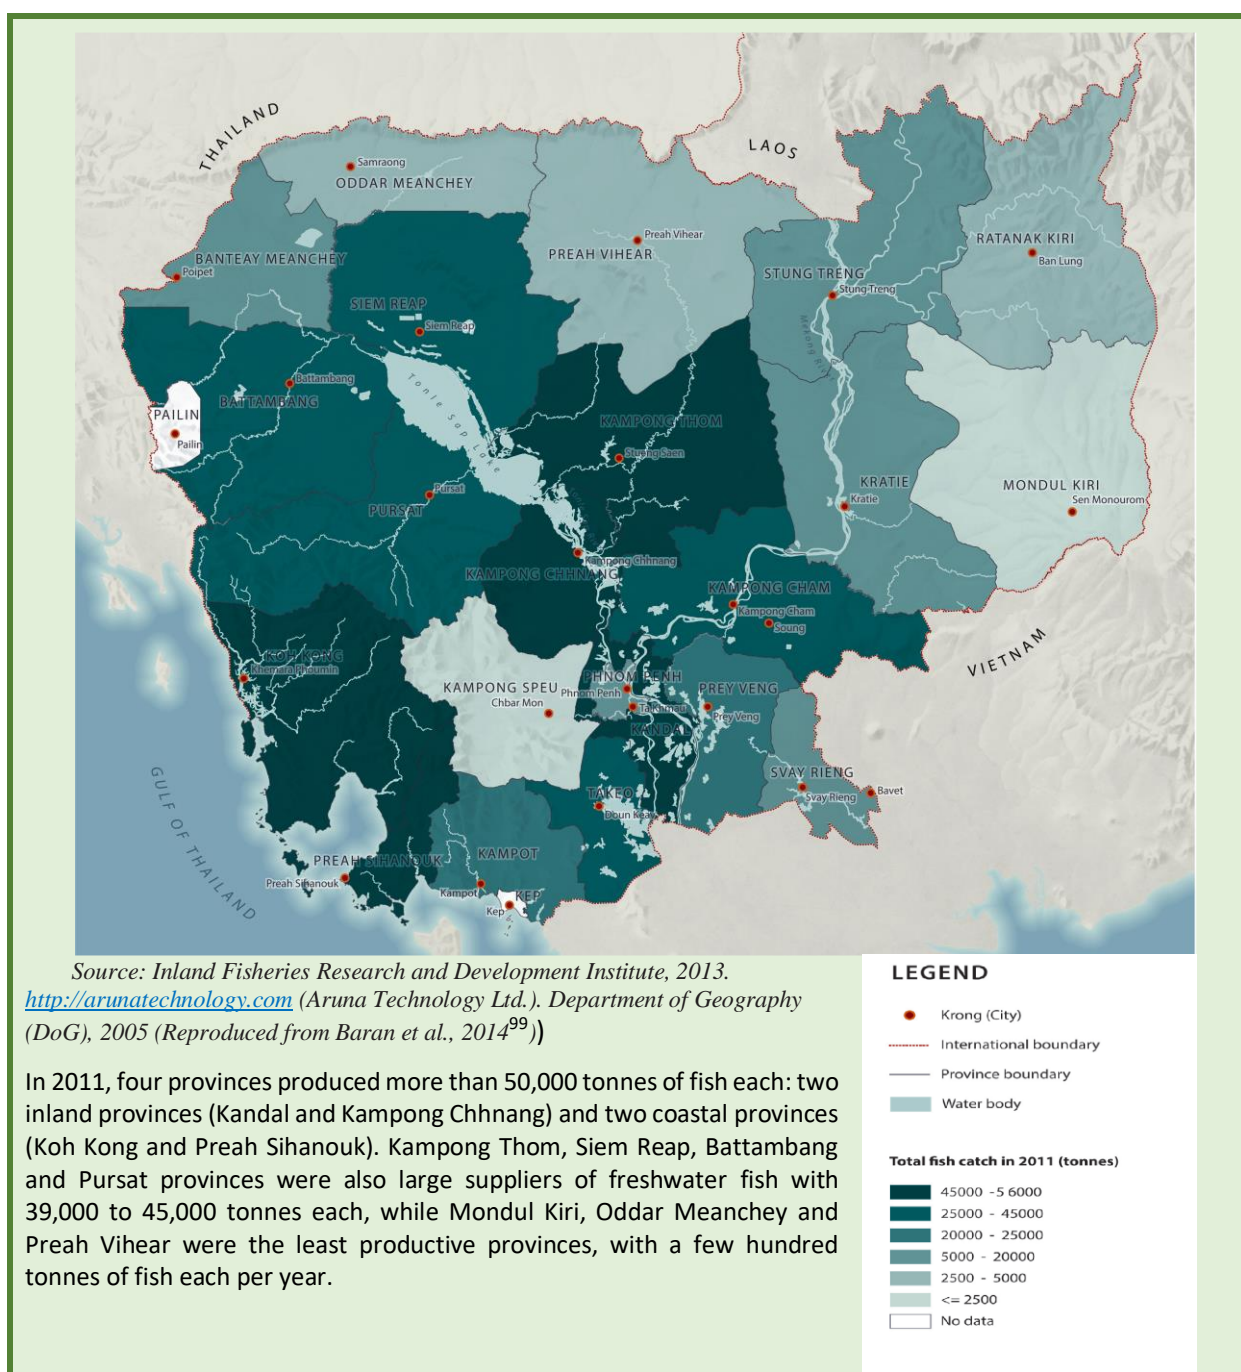 THAILAND
LAOS
Samraong
ODDAR MEANCHEY
Preah Vihear
PREAH VIHEAR
RATANAK KIRI
Ban Lung
BANTEAY MEANCHEY
Poipet
STUNG TRENG
Stung Treng
SIEM REAP
Siem Reap
Battambang
BATTAMBANG
Tonle Sap Lake
PAILIN
Pailin
KAMPONG THOM
Stueng Saen
Pursat
PURSAT
KRATIE
Kratie
MONDUL KIRI
Sen Monourom
Kampong Chhnang
KAMPONG CHHNANG
KAMPONG CHAM
Kampong Cham
Soung
VIETNAM
KOH KONG
Khemara Phoumin
KAMPONG SPEU
Chbar Mon
PHNOM PENH
Phnom Penh
Ta Khmau
KANDAL
PREY VENG
Prey Veng
SVAY RIENG
Svay Rieng
Bavet
TAKEO
Doun Keav
GULF OF THAILAND
PREAH SIHANOUK
Preah Sihanouk
KAMPOT
Kampot
KEP
Kep
Source: Inland Fisheries Research and Development Institute, 2013.
http://arunatechnology.com (Aruna Technology Ltd.). Department of Geography
(DoG), 2005 (Reproduced from Baran et al., 201499))
In 2011, four provinces produced more than 50,000 tonnes of fish each: two
inland provinces (Kandal and Kampong Chhnang) and two coastal provinces
(Koh Kong and Preah Sihanouk). Kampong Thom, Siem Reap, Battambang
and Pursat provinces were also large suppliers of freshwater fish with
39,000 to 45,000 tonnes each, while Mondul Kiri, Oddar Meanchey and
Preah Vihear were the least productive provinces, with a few hundred
tonnes of fish each per year.
LEGEND
Krong (City)
International boundary
Province boundary
Water body
Total fish catch in 2011 (tonnes)
45000 -5 6000
25000 - 45000
20000 - 25000
5000 - 20000
2500 - 5000
<= 2500
No data